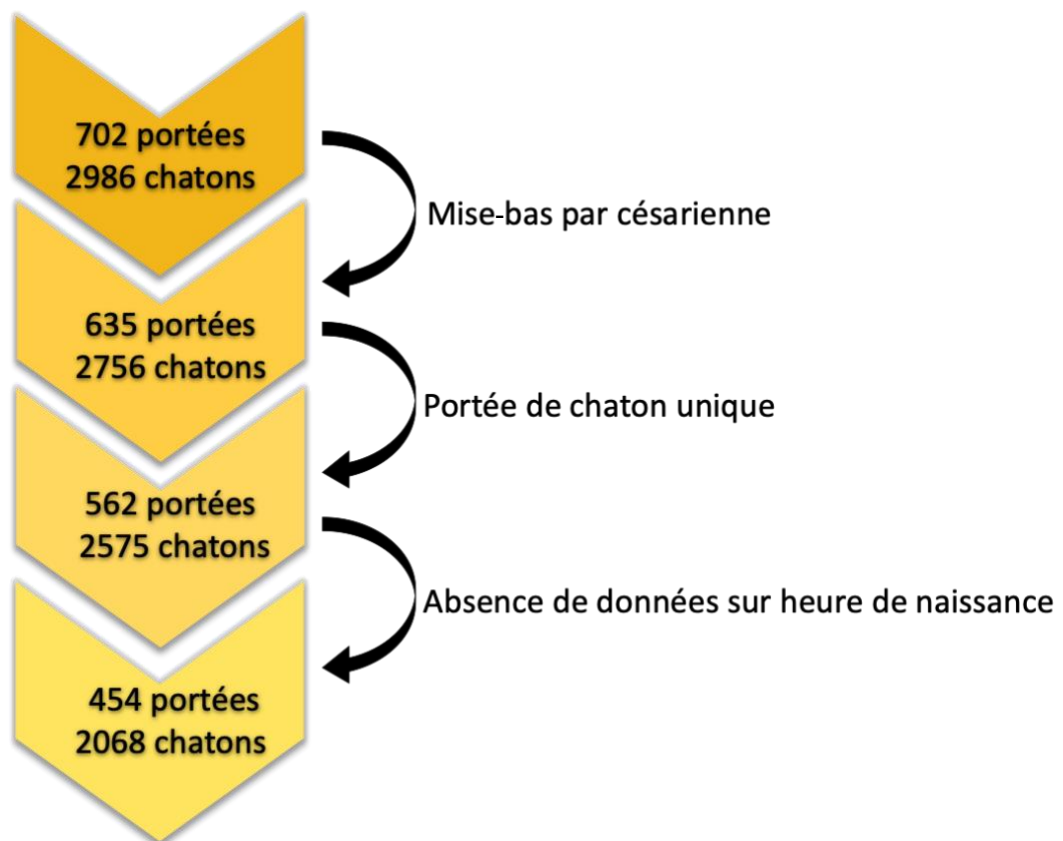 702 portées
2986 chatons
Mise-bas par césarienne
635 portées
2756 chatons
Portée de chaton unique
562 portées
2575 chatons
Absence de données sur heure de naissance
454 portées
2068 chatons